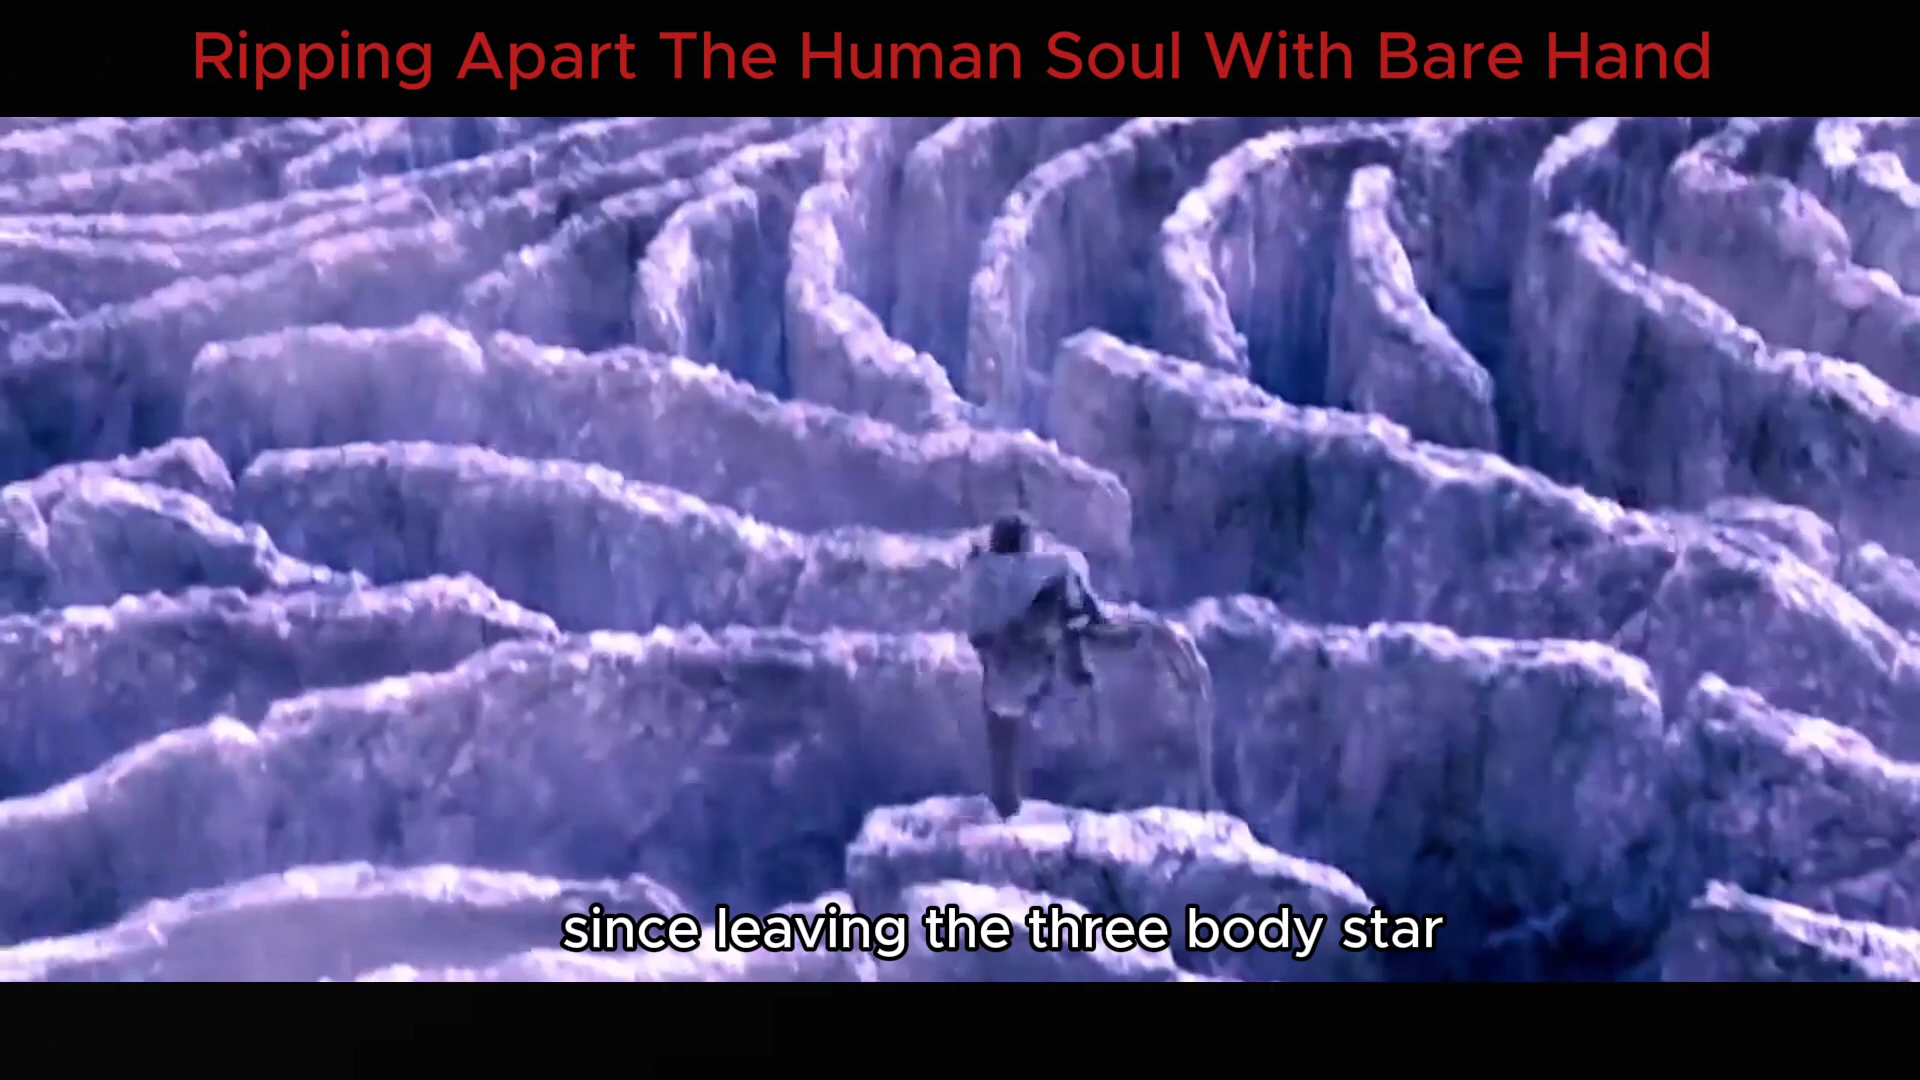 Ripping Apart The Human Soul With Bare Hand
since leaving the three body star